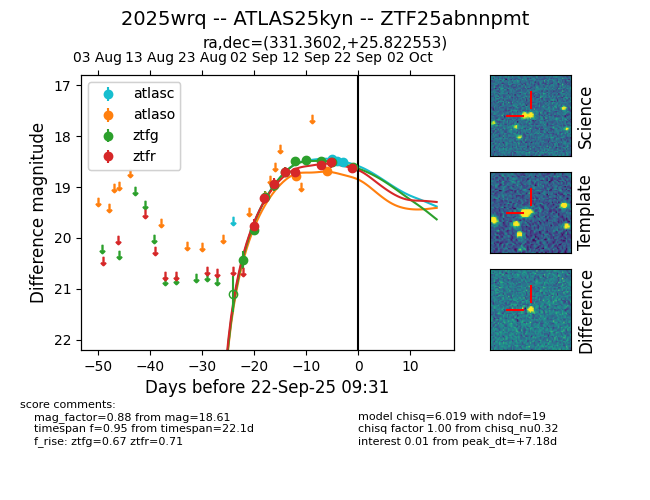 2025wrq -- ATLAS25kyn -- ZTF25abnnpmt
ra,dec=(331.3602,+25.822553)
03 Aug 13 Aug 23 Aug 02 Sep 12 Sep 22 Sep 02 Oct
atlasc
atlaso
ztfg
ztfr
17
18
19
20
21
22
Difference magnitude
−50 −40 −30 −20 −10 0 10
Days before 22-Sep-25 09:31
Science
Template
Difference
score comments:
mag_factor=0.88 from mag=18.61
timespan f=0.95 from timespan=22.1d
f_rise: ztfg=0.67 ztfr=0.71
model chisq=6.019 with ndof=19
chisq factor 1.00 from chisq_nu0.32
interest 0.01 from peak_dt=+7.18d